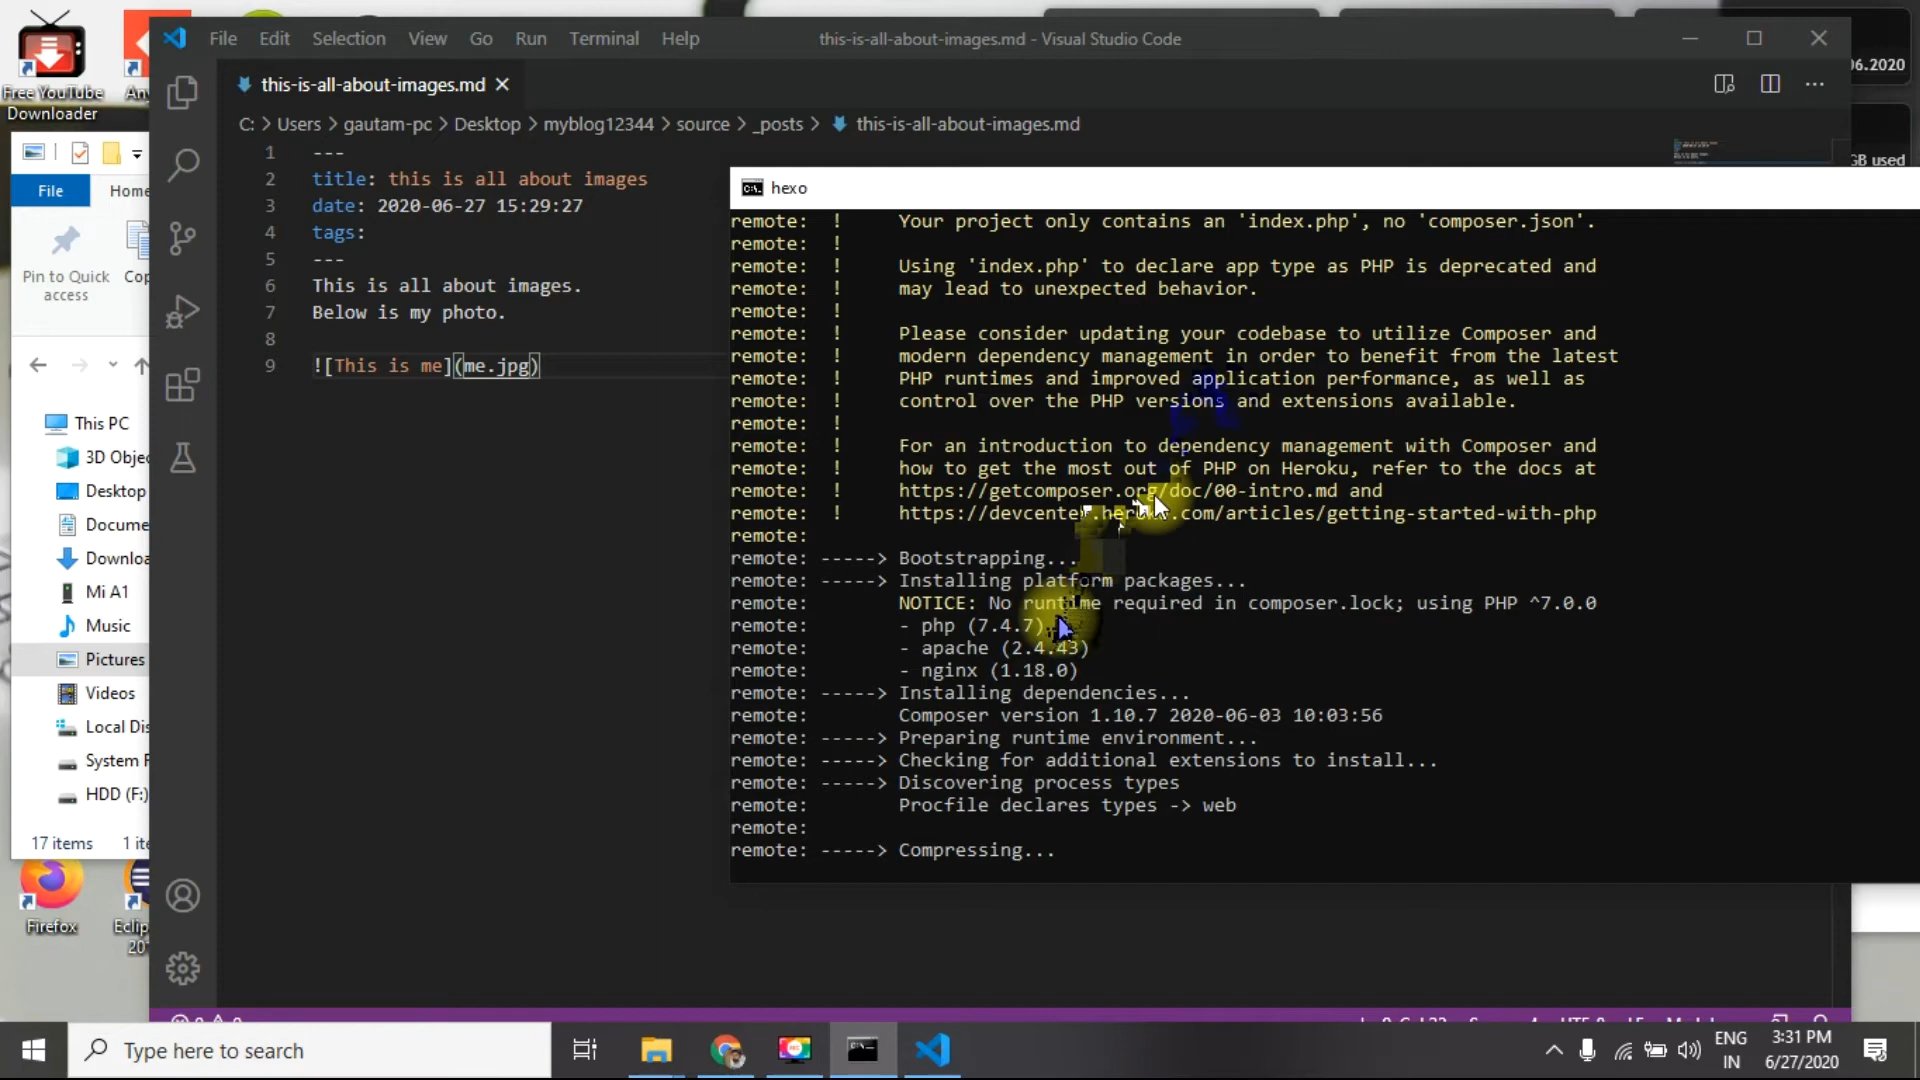 File Edit Selection View Go Run Terminal Help
this-is-all-about-images.md - Visual Studio Code
06.2020
Free YouTube
Downloader
Any
this-is-all-about-images.md
C: > Users > gautam-pc > Desktop > myblog12344 > source > _posts > this-is-all-about-images.md
GB used
File Home
Pin to Quick
access
Cop
1 ---
2 title: this is all about images
3 date: 2020-06-27 15:29:27
4 tags:
5 ---
6 This is all about images.
7 Below is my photo.
8
9 ![This is me](me.jpg)
This PC
3D Objec
Desktop
Docume
Downloa
Mi A1
Music
Pictures
Videos
Local Dis
System F
HDD (F:)
17 items 1 ite
Firefox
Eclip
20
hexo
remote: ! Your project only contains an 'index.php', no 'composer.json'.
remote: !
remote: ! Using 'index.php' to declare app type as PHP is deprecated and
remote: ! may lead to unexpected behavior.
remote: !
remote: ! Please consider updating your codebase to utilize Composer and
remote: ! modern dependency management in order to benefit from the latest
remote: ! PHP runtimes and improved application performance, as well as
remote: ! control over the PHP versions and extensions available.
remote: !
remote: ! For an introduction to dependency management with Composer and
remote: ! how to get the most out of PHP on Heroku, refer to the docs at
remote: ! https://getcomposer.org/doc/00-intro.md and
remote: ! https://devcenter.heroku.com/articles/getting-started-with-php
remote:
remote: -----> Bootstrapping...
remote: -----> Installing platform packages...
remote: NOTICE: No runtime required in composer.lock; using PHP ^7.0.0
remote: - php (7.4.7)
remote: - apache (2.4.43)
remote: - nginx (1.18.0)
remote: -----> Installing dependencies...
remote: Composer version 1.10.7 2020-06-03 10:03:56
remote: -----> Preparing runtime environment...
remote: -----> Checking for additional extensions to install...
remote: -----> Discovering process types
remote: Procfile declares types -> web
remote:
remote: -----> Compressing...
Type here to search
ENG
IN
3:31 PM
6/27/2020